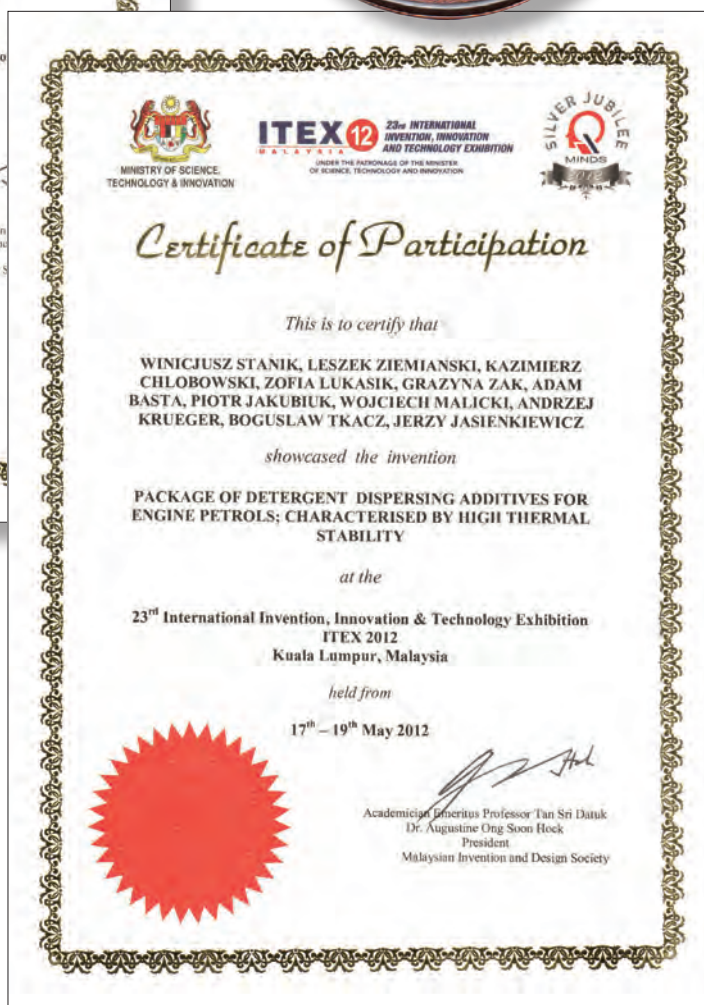 MINISTRY OF SCIENCE,
TECHNOLOGY & INNOVATION
ITEX 12
MALAYSIA
23RD INTERNATIONAL
INVENTION, INNOVATION
AND TECHNOLOGY EXHIBITION
UNDER THE PATRONAGE OF THE MINISTER
OF SCIENCE, TECHNOLOGY AND INNOVATION
SILVER JUBILEE
MINDS
2012
Certificate of Participation
This is to certify that
WINICJUSZ STANIK, LESZEK ZIEMIANSKI, KAZIMIERZ
CHLOBOWSKI, ZOFIA LUKASIK, GRAZYNA ZAK, ADAM
BASTA, PIOTR JAKUBIUK, WOJCIECH MALICKI, ANDRZEJ
KRUEGER, BOGUSLAW TKACZ, JERZY JASIENKIEWICZ
showcased the invention
PACKAGE OF DETERGENT DISPERSING ADDITIVES FOR
ENGINE PETROLS; CHARACTERISED BY HIGH THERMAL
STABILITY
at the
23rd International Invention, Innovation & Technology Exhibition
ITEX 2012
Kuala Lumpur, Malaysia
held from
17th – 19th May 2012
Academician Emeritus Professor Tan Sri Datuk
Dr. Augustine Ong Soon Hock
President
Malaysian Invention and Design Society